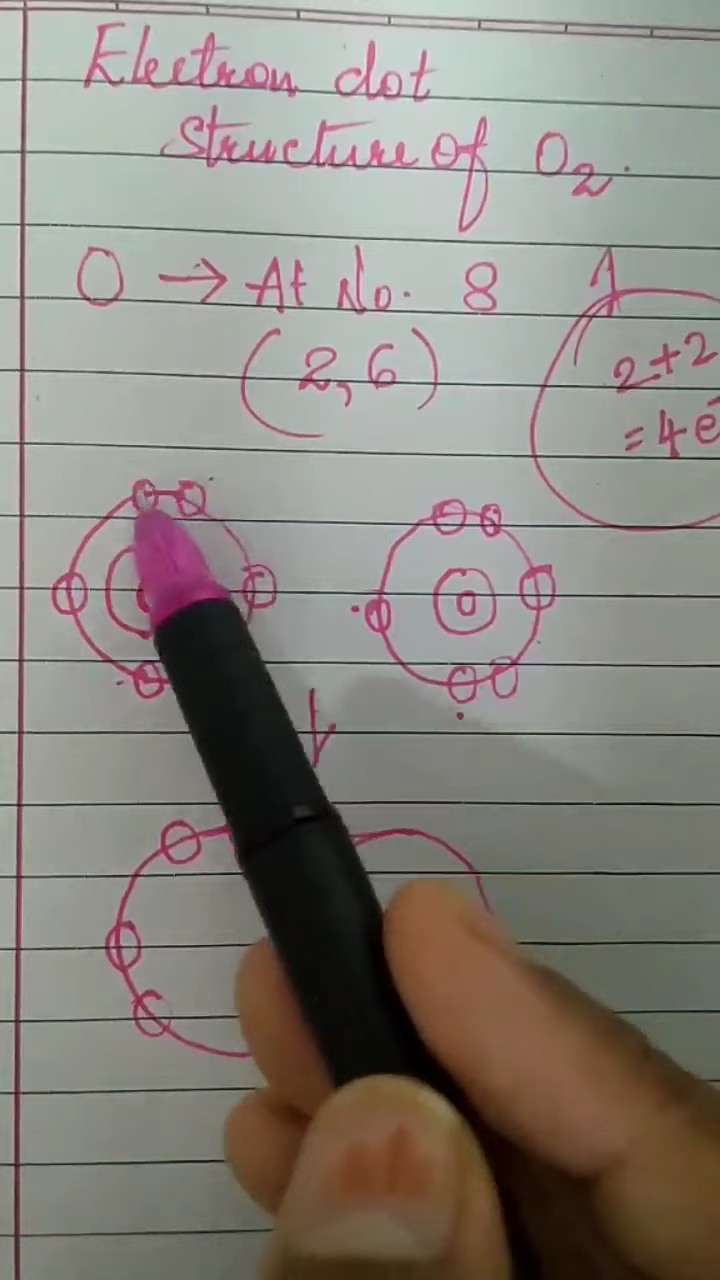 Electron dot
structure of O₂.
O → At No. 8
(2,6)
2+2
=4e⁻